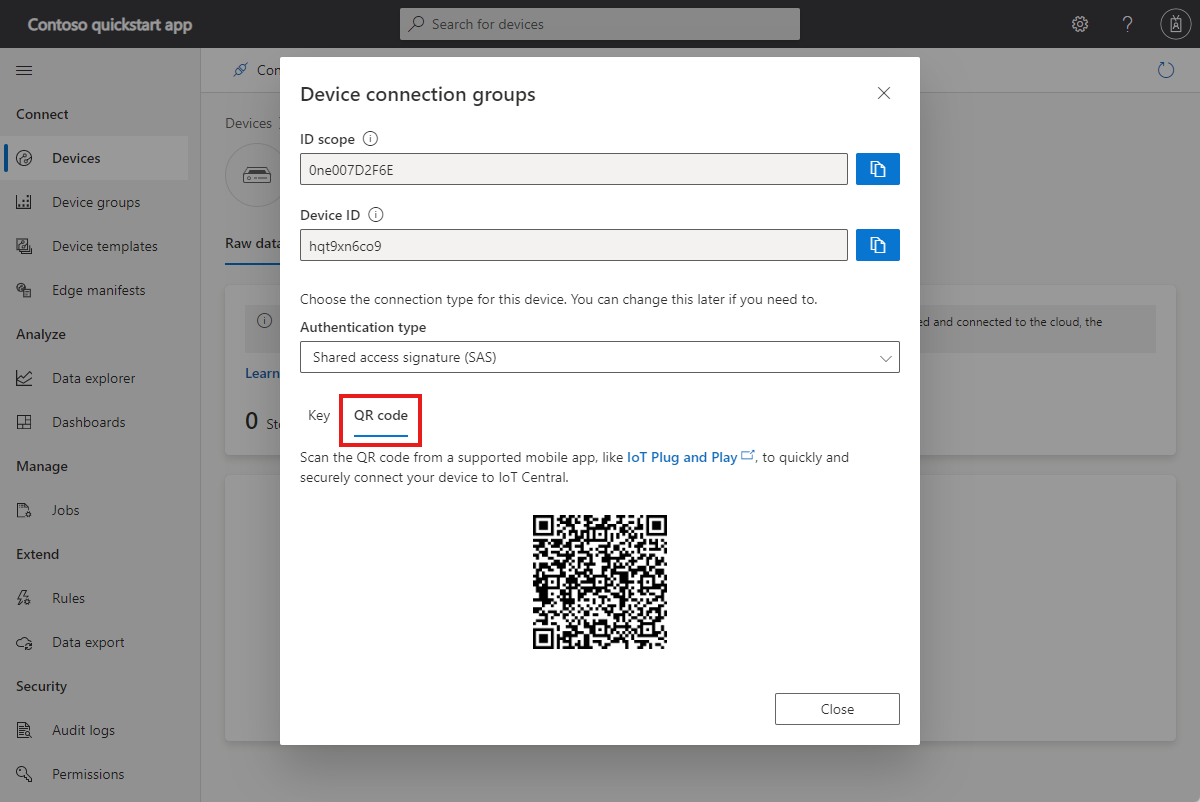 Contoso quickstart app
Search for devices
Connect
Devices
Device groups
Device templates
Edge manifests
Analyze
Data explorer
Dashboards
Manage
Jobs
Extend
Rules
Data export
Security
Audit logs
Permissions
Devices
Raw data
Learn
0
ed and connected to the cloud, the
Device connection groups
ID scope
0ne007D2F6E
Device ID
hqt9xn6co9
Choose the connection type for this device. You can change this later if you need to.
Authentication type
Shared access signature (SAS)
Key
QR code
Scan the QR code from a supported mobile app, like IoT Plug and Play, to quickly and
securely connect your device to IoT Central.
Close